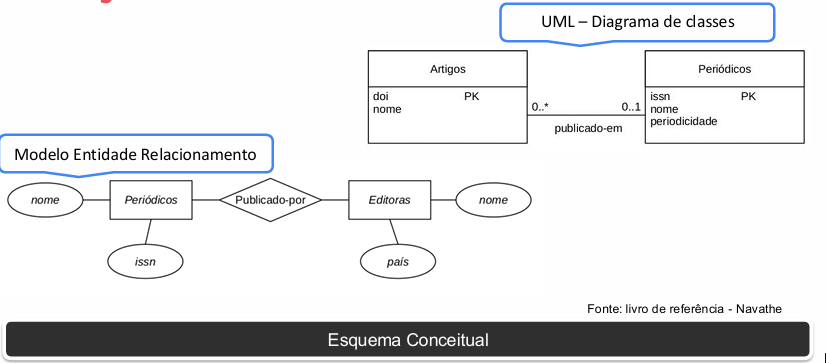 UML – Diagrama de classes
Artigos
doi PK
nome
0..* 0..1
publicado-em
Periódicos
issn PK
nome
periodicidade
Modelo Entidade Relacionamento
nome
Periódicos
Publicado-por
Editoras
nome
issn
país
Fonte: livro de referência - Navathe
Esquema Conceitual